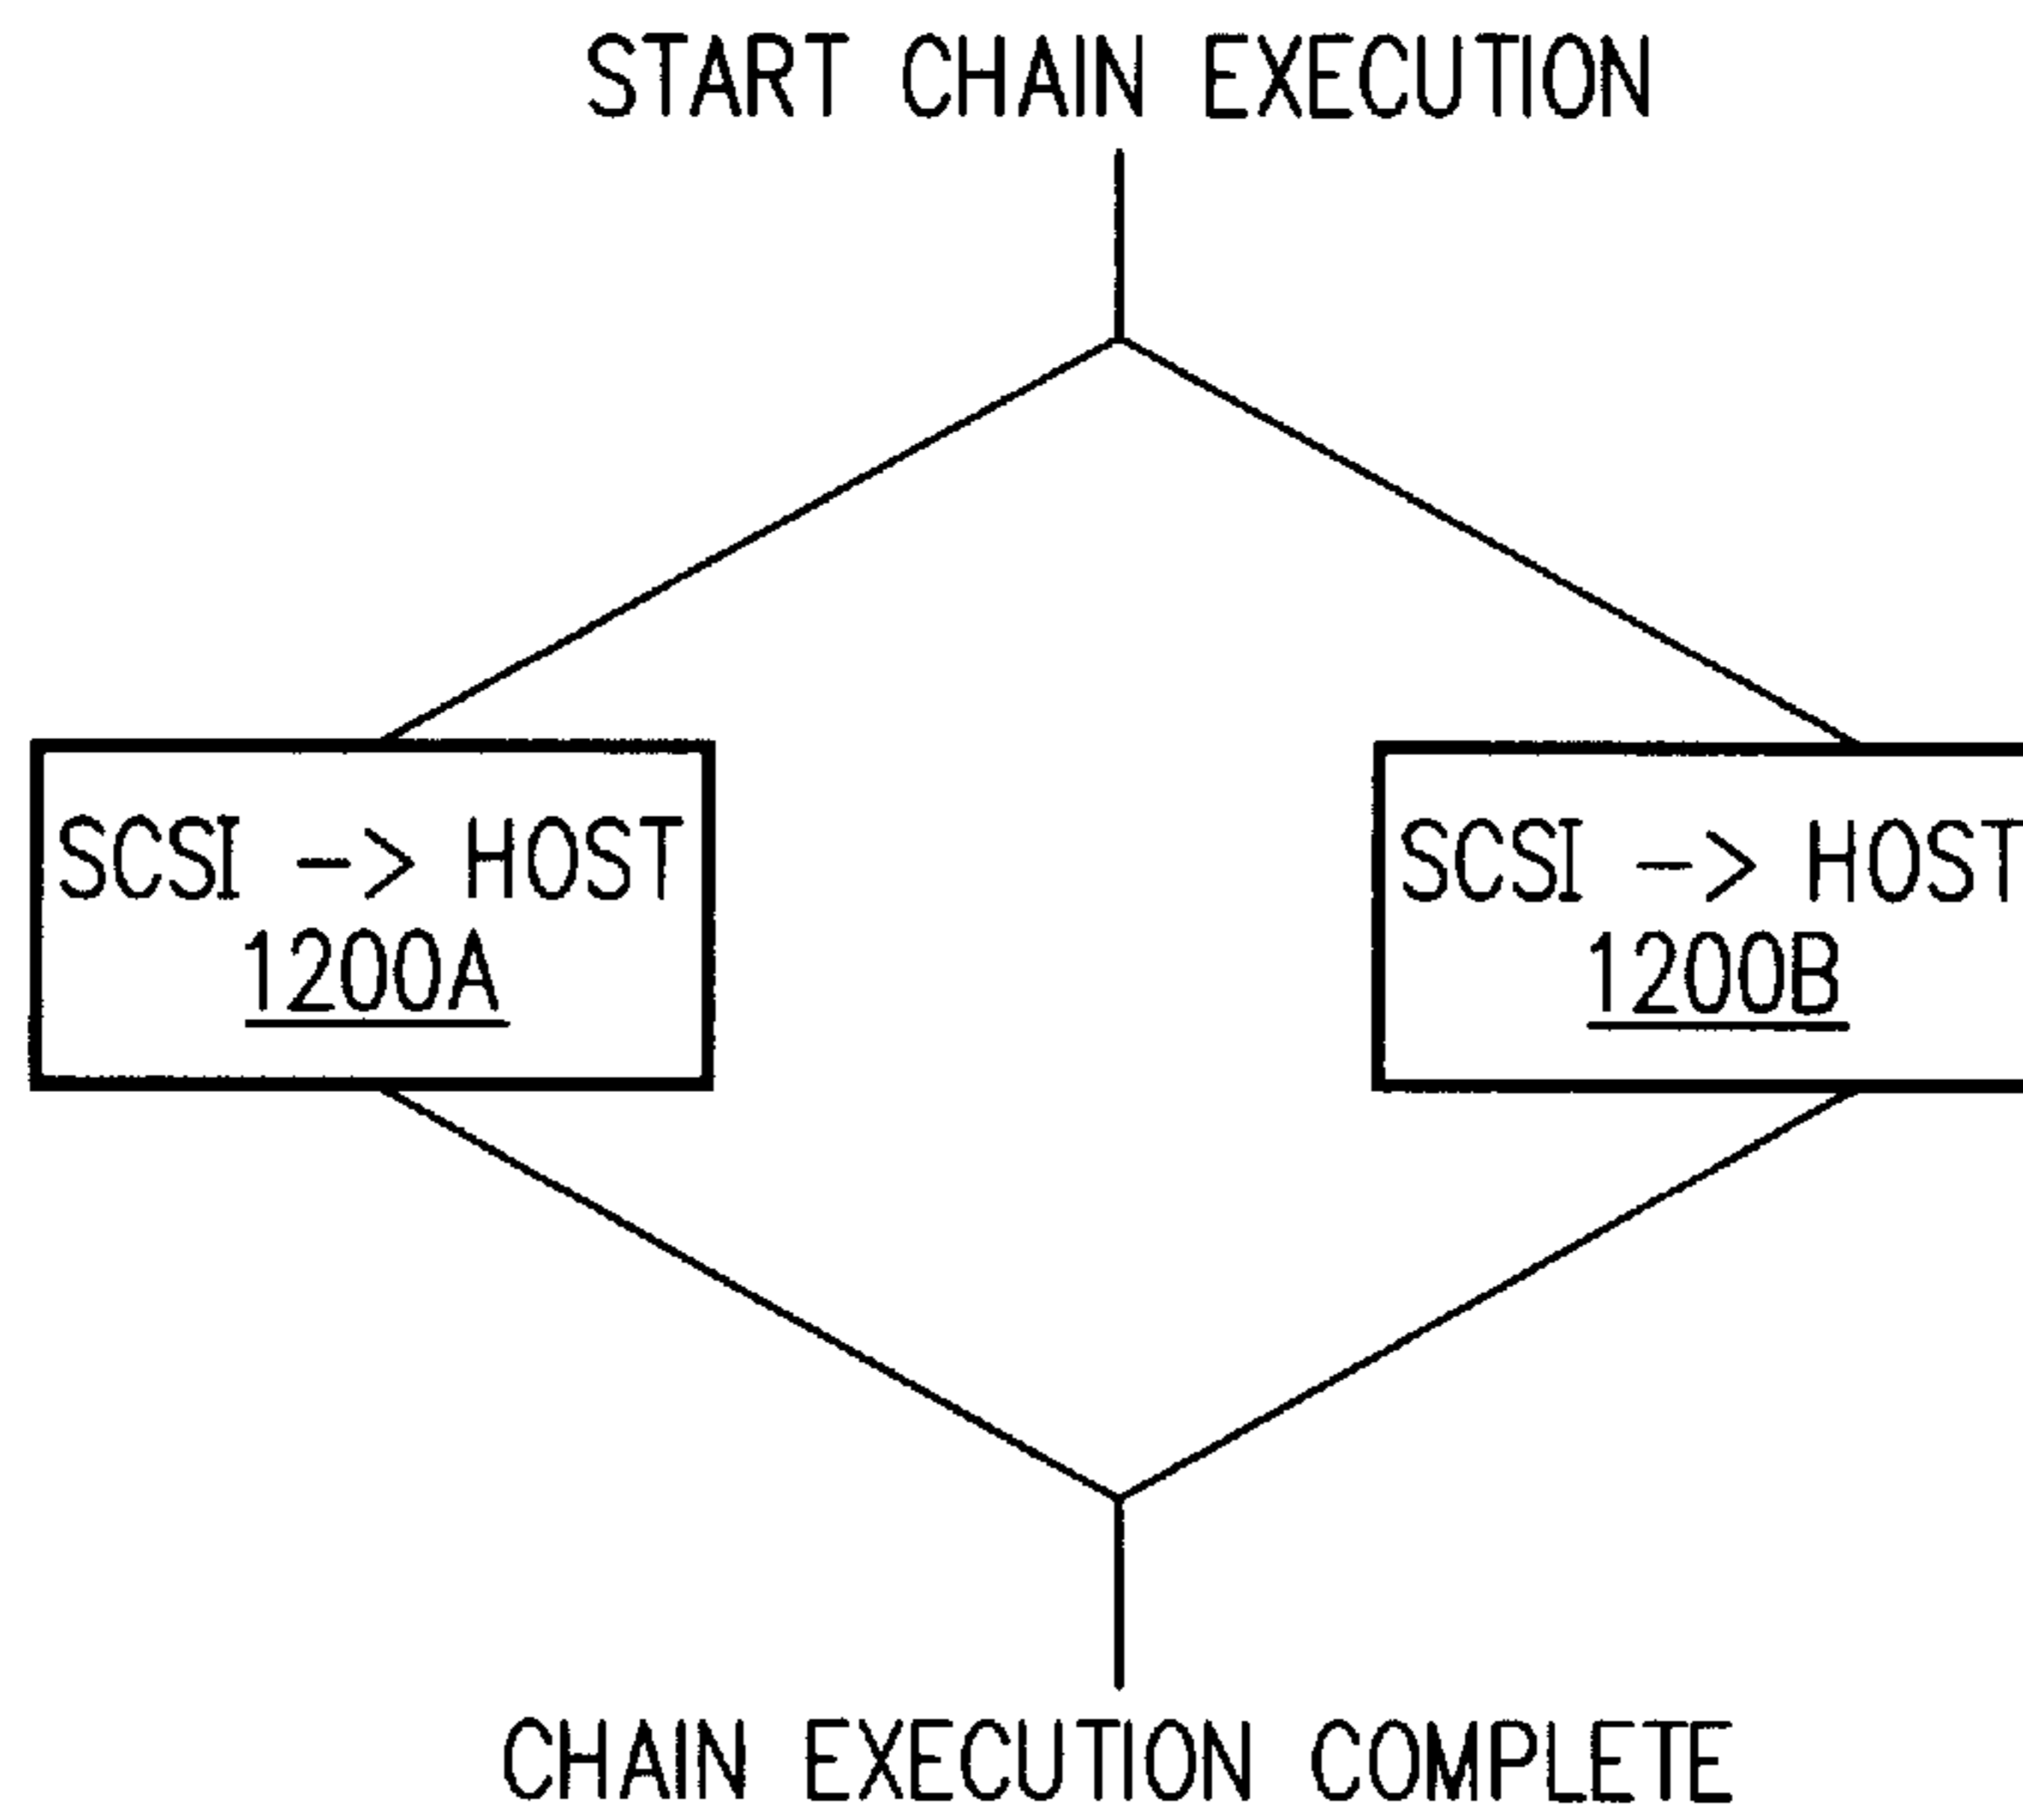 START CHAIN EXECUTION
SCSI -> HOST
1200A
SCSI -> HOST
1200B
CHAIN EXECUTION COMPLETE